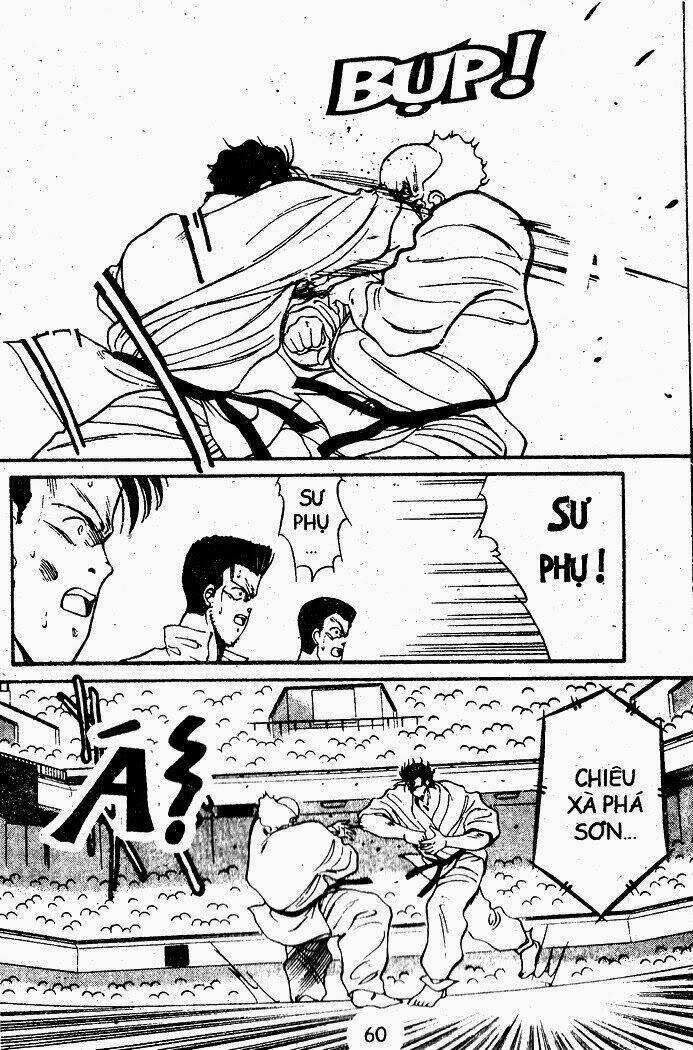 BỤP!
SƯ
PHỤ!
SƯ
PHỤ
...
CHIÊU
XÀ PHÁ
SƠN...
Á!
60